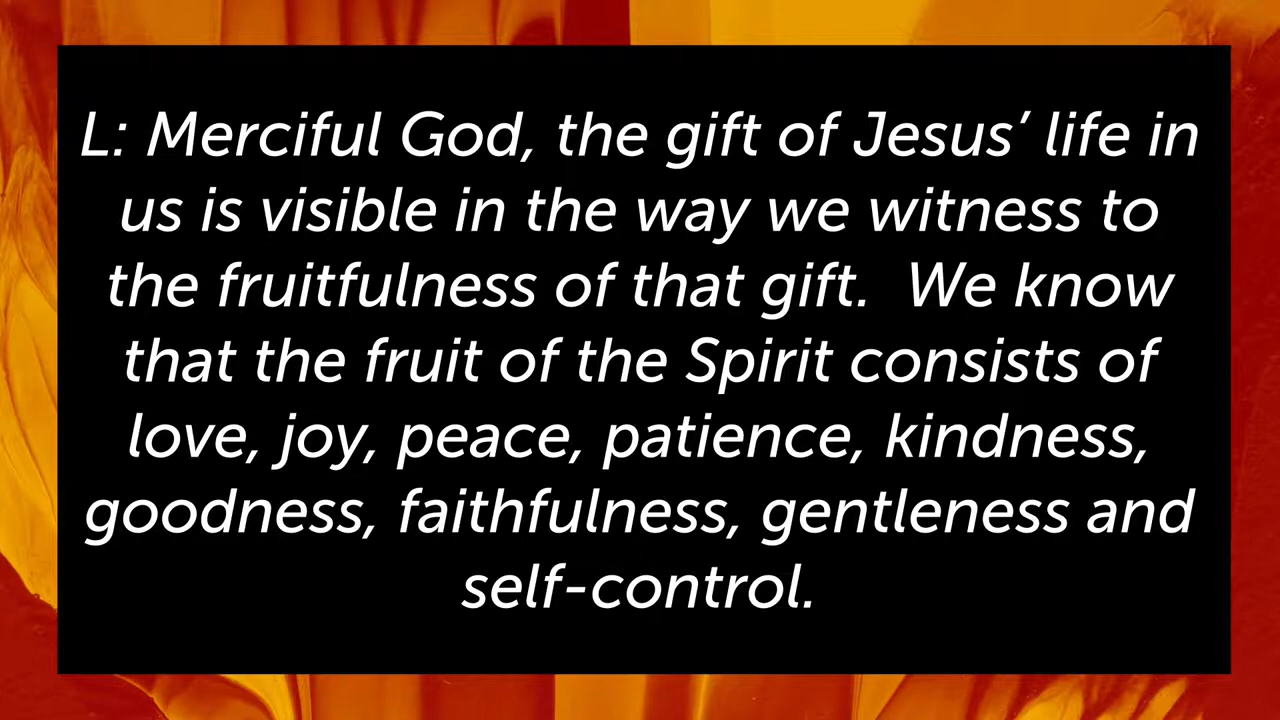 L: Merciful God, the gift of Jesus’ life in
us is visible in the way we witness to
the fruitfulness of that gift.  We know
that the fruit of the Spirit consists of
love, joy, peace, patience, kindness,
goodness, faithfulness, gentleness and
self-control.